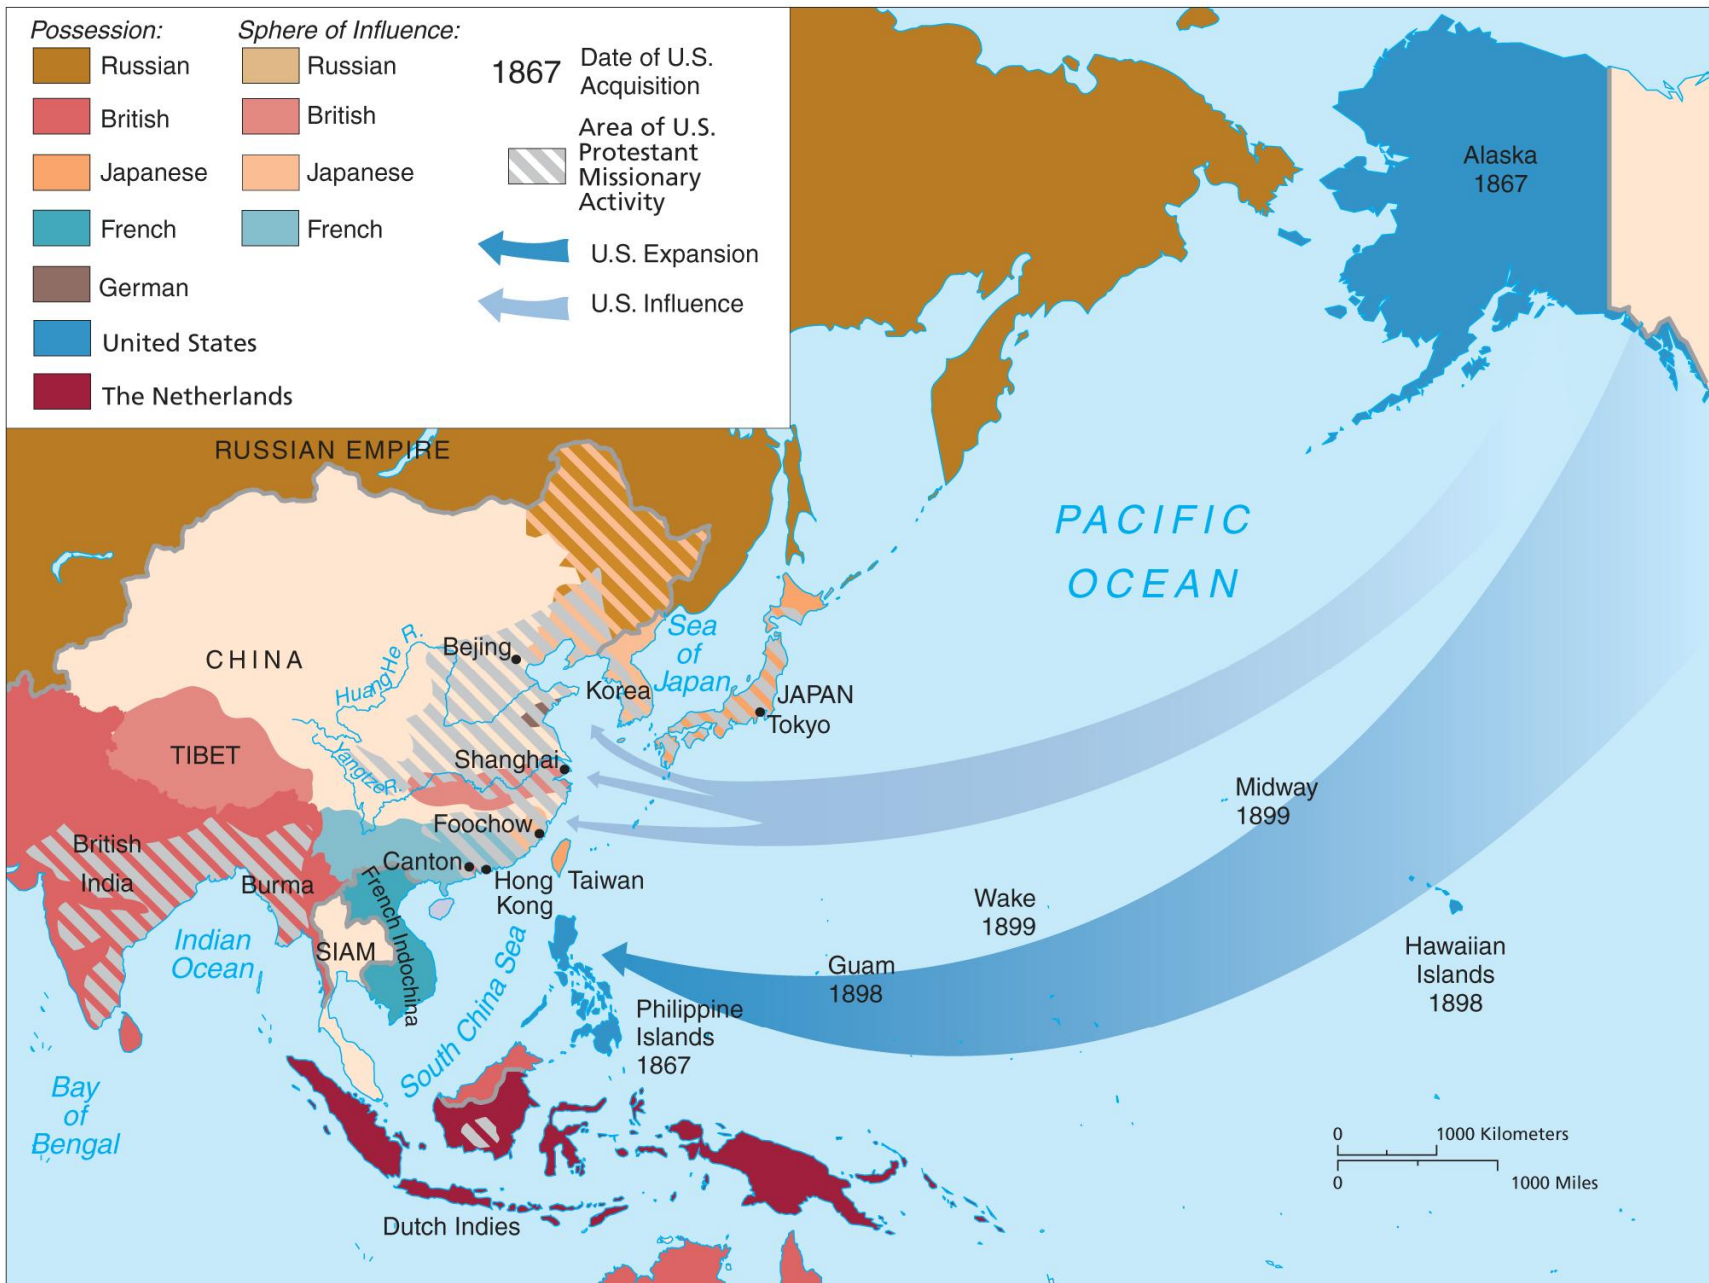 Possession:
Russian
British
Japanese
French
German
United States
The Netherlands
Sphere of Influence:
Russian
British
Japanese
French
1867
Date of U.S.
Acquisition
Area of U.S.
Protestant
Missionary
Activity
U.S. Expansion
U.S. Influence
Alaska
1867
RUSSIAN EMPIRE
PACIFIC
OCEAN
CHINA
Huang He R.
Bejing
Sea
of
Japan
Korea
JAPAN
Tokyo
TIBET
Yangtze R.
Shanghai
Midway
1899
British
India
Burma
Foochow
Canton
Hong
Kong
Taiwan
French Indochina
SIAM
Indian
Ocean
South China Sea
Wake
1899
Guam
1898
Hawaiian
Islands
1898
Philippine
Islands
1867
Bay
of
Bengal
Dutch Indies
0 1000 Kilometers
0 1000 Miles